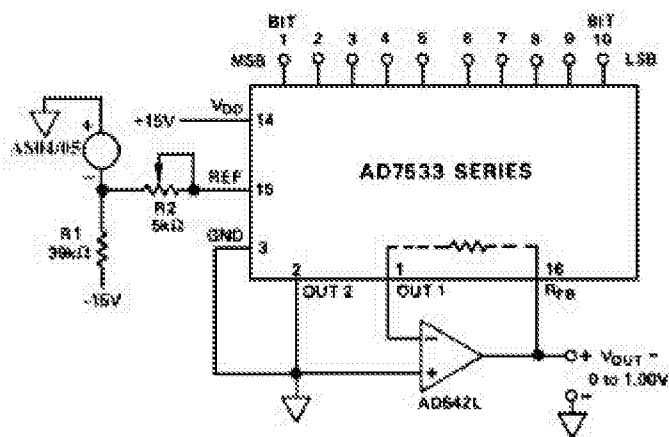 BIT BIT
MSB 1 2 3 4 5 6 7 8 9 10 LSB
+15V VDD 14
AD7533 SERIES
REF 15
R2
5kΩ
R1
39kΩ
-15V
GND 3
2 OUT 2
1 OUT 1
16 RFB
- +
AD542L
+ VOUT =
0 to 1.00V
-